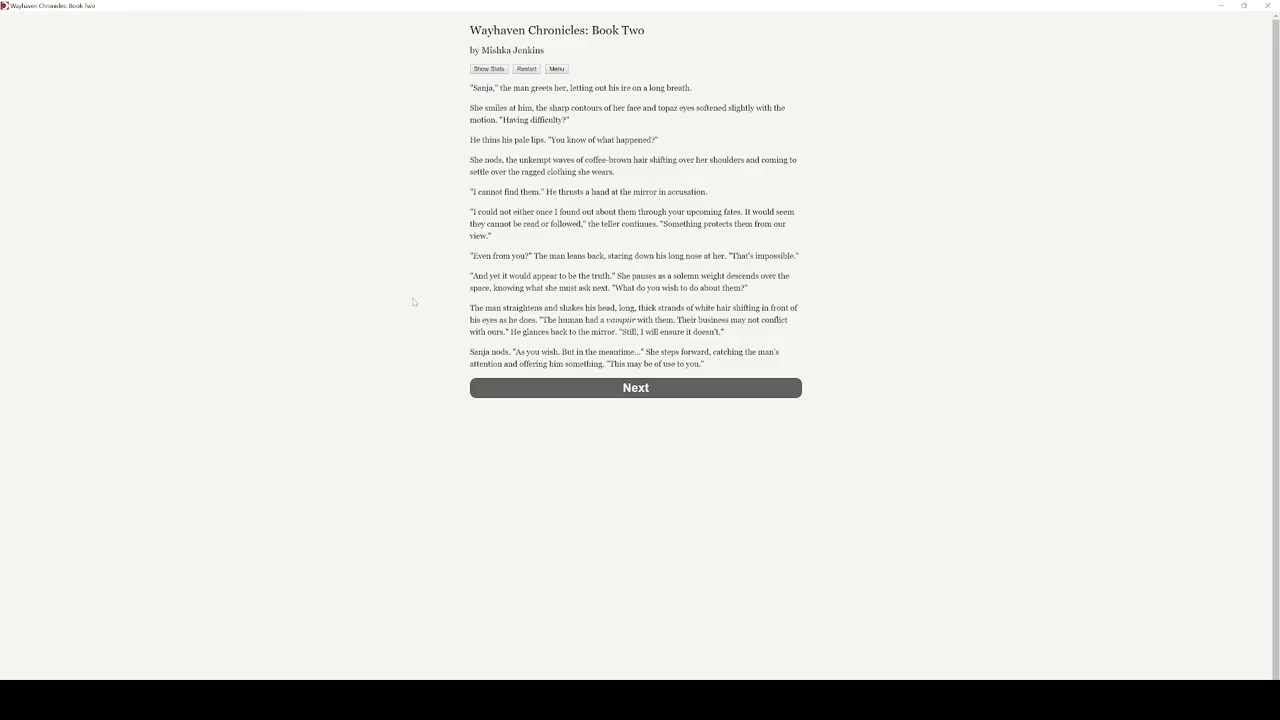 Wayhaven Chronicles: Book Two
Wayhaven Chronicles: Book Two
by Mishka Jenkins
Show Stats Restart Menu
"Sanja," the man greets her, letting out his ire on a long breath.
She smiles at him, the sharp contours of her face and topaz eyes softened slightly with the
motion. "Having difficulty?"
He thins his pale lips. "You know of what happened?"
She nods, the unkempt waves of coffee-brown hair shifting over her shoulders and coming to
settle over the ragged clothing she wears.
"I cannot find them." He thrusts a hand at the mirror in accusation.
"I could not either once I found out about them through your upcoming fates. It would seem
they cannot be read or followed," the teller continues. "Something protects them from our
view."
"Even from you?" The man leans back, staring down his long nose at her. "That's impossible."
"And yet it would appear to be the truth." She pauses as a solemn weight descends over the
space, knowing what she must ask next. "What do you wish to do about them?"
The man straightens and shakes his head, long, thick strands of white hair shifting in front of
his eyes as he does. "The human had a vamptir with them. Their business may not conflict
with ours." He glances back to the mirror. "Still, I will ensure it doesn't."
Sanja nods. "As you wish. But in the meantime..." She steps forward, catching the man's
attention and offering him something. "This may be of use to you."
Next